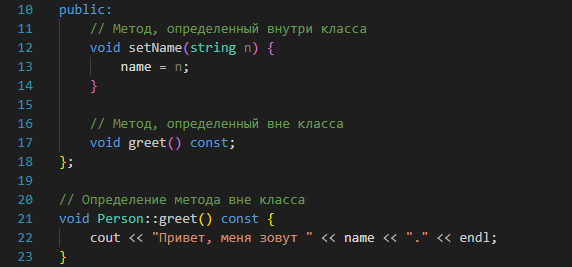 10 public:
11     // Метод, определенный внутри класса
12     void setName(string n) {
13         name = n;
14     }
15
16     // Метод, определенный вне класса
17     void greet() const;
18 };
19
20 // Определение метода вне класса
21 void Person::greet() const {
22     cout << "Привет, меня зовут " << name << "." << endl;
23 }